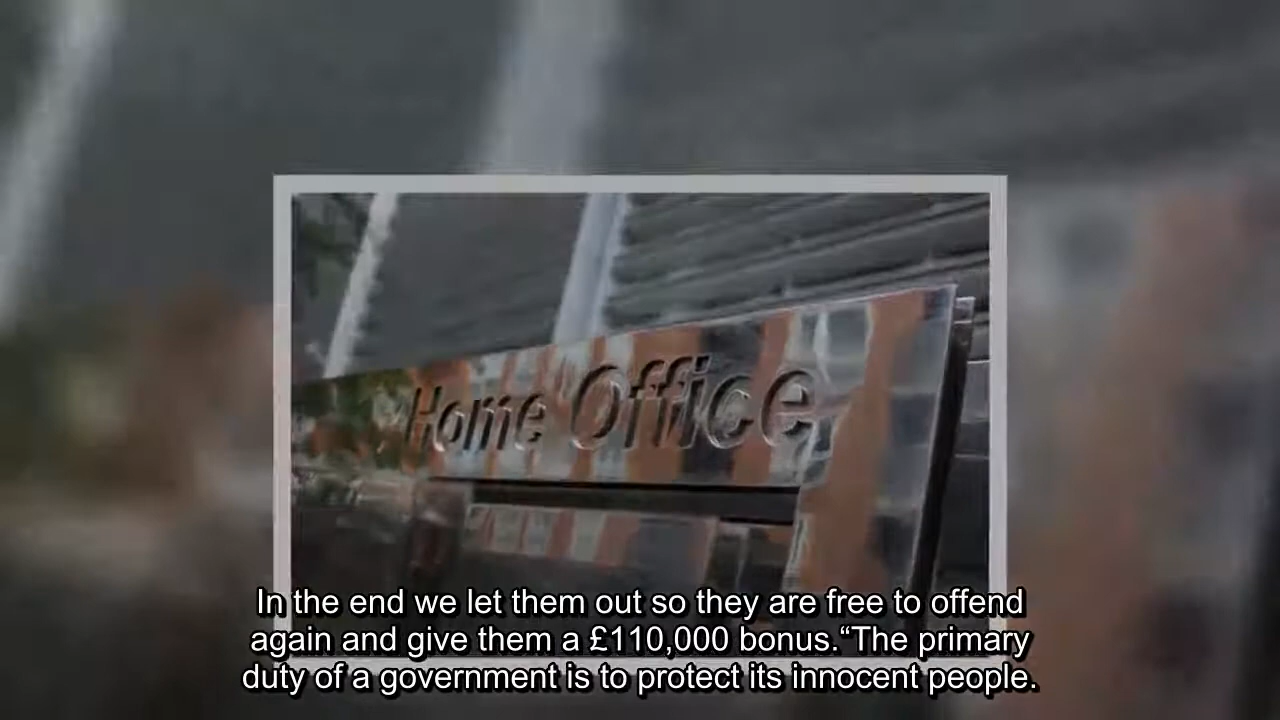 Home Office
In the end we let them out so they are free to offend
again and give them a £110,000 bonus.“The primary
duty of a government is to protect its innocent people.